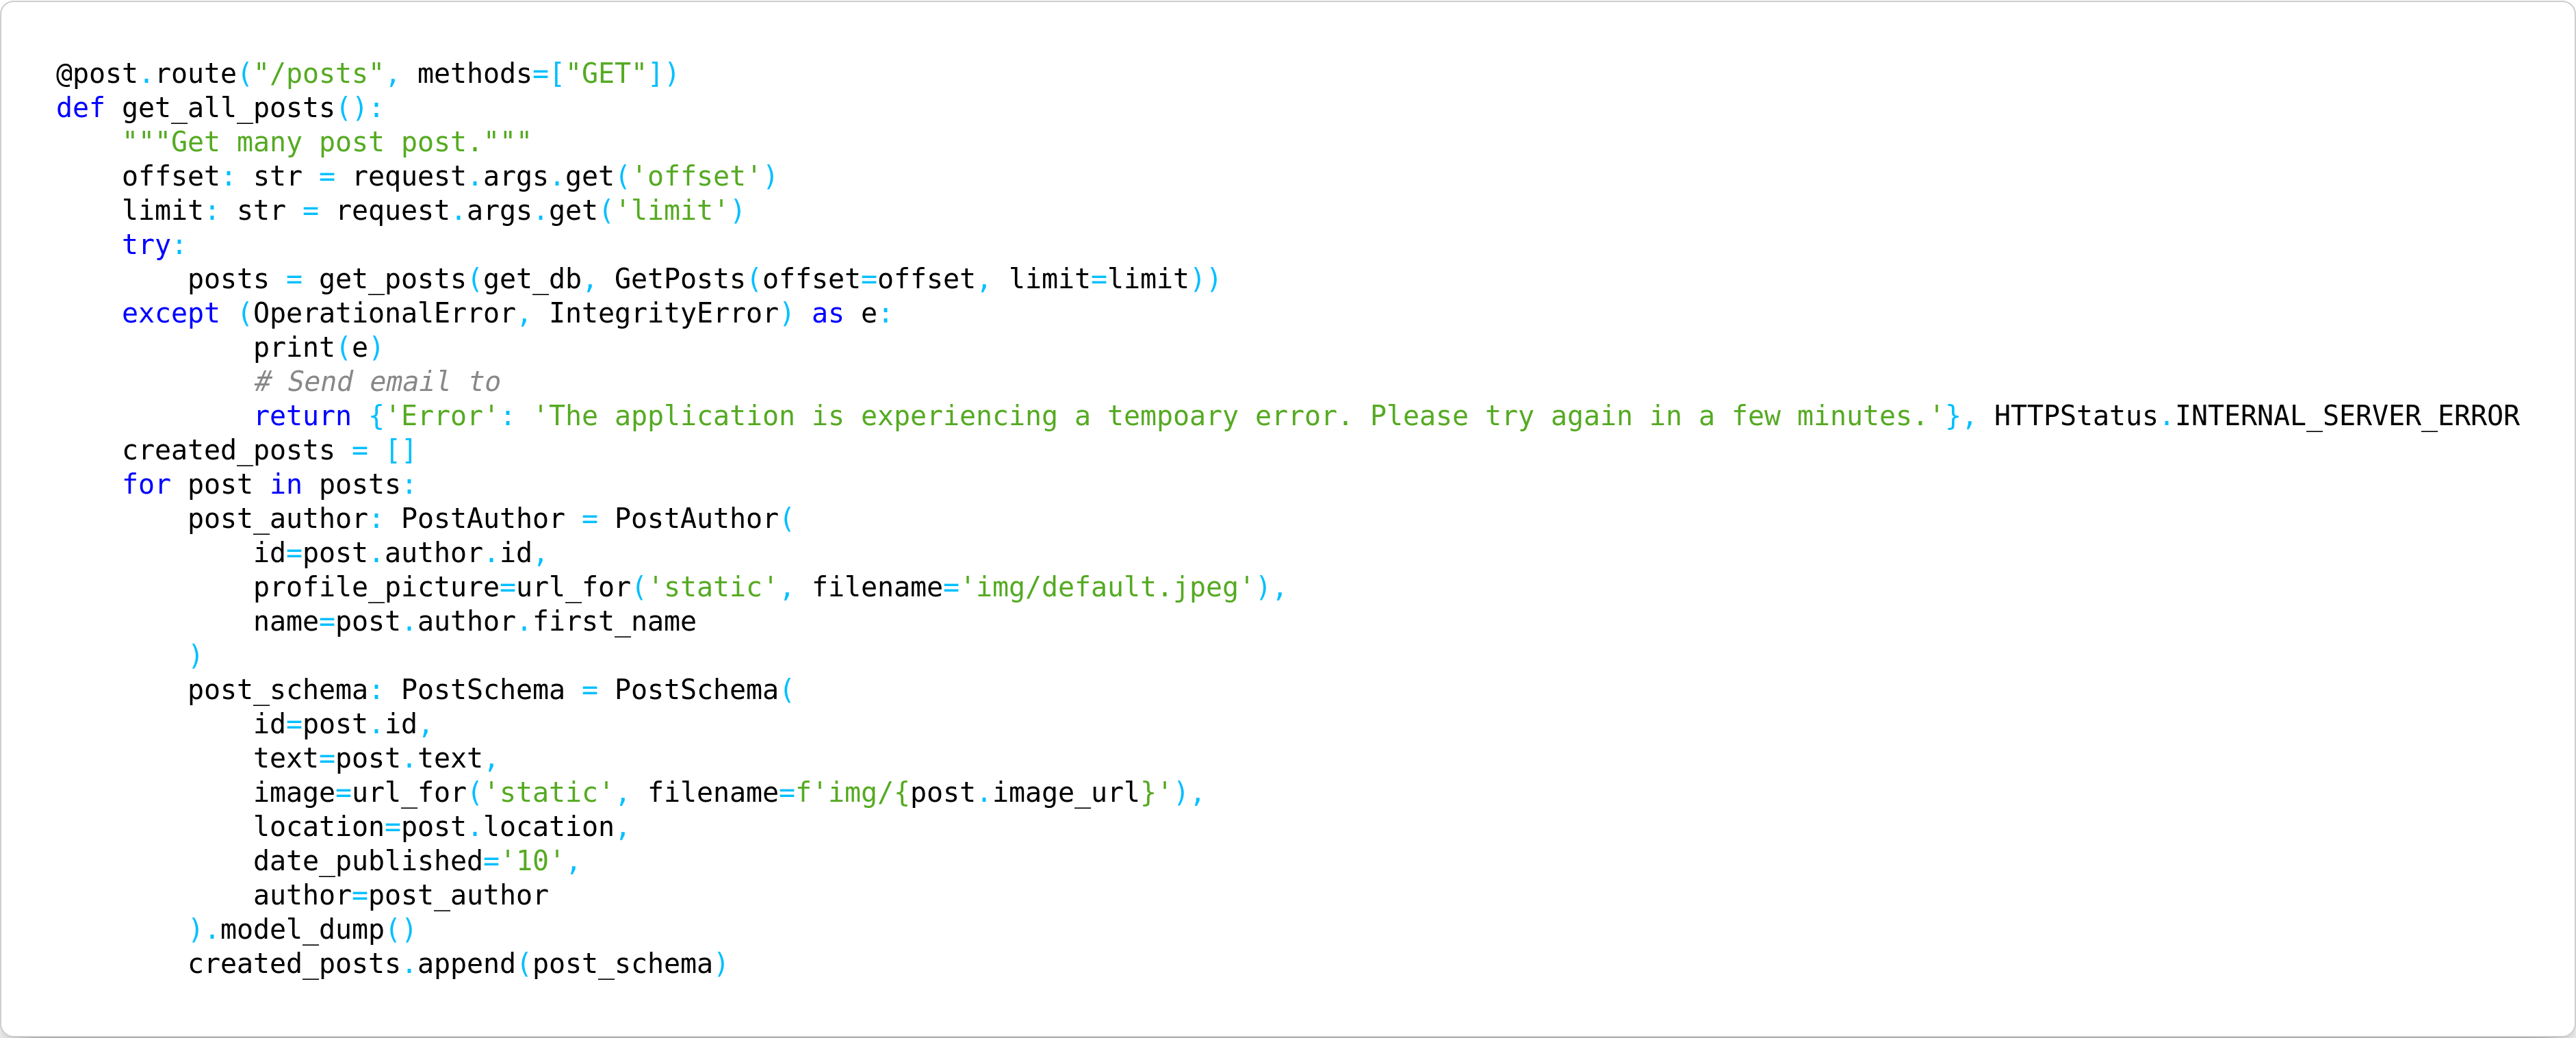 @post.route("/posts", methods=["GET"])
def get_all_posts():
    """Get many post post."""
    offset: str = request.args.get('offset')
    limit: str = request.args.get('limit')
    try:
        posts = get_posts(get_db, GetPosts(offset=offset, limit=limit))
    except (OperationalError, IntegrityError) as e:
            print(e)
            # Send email to
            return {'Error': 'The application is experiencing a tempoary error. Please try again in a few minutes.'}, HTTPStatus.INTERNAL_SERVER_ERROR
    created_posts = []
    for post in posts:
        post_author: PostAuthor = PostAuthor(
            id=post.author.id,
            profile_picture=url_for('static', filename='img/default.jpeg'),
            name=post.author.first_name
        )
        post_schema: PostSchema = PostSchema(
            id=post.id,
            text=post.text,
            image=url_for('static', filename=f'img/{post.image_url}'),
            location=post.location,
            date_published='10',
            author=post_author
        ).model_dump()
        created_posts.append(post_schema)